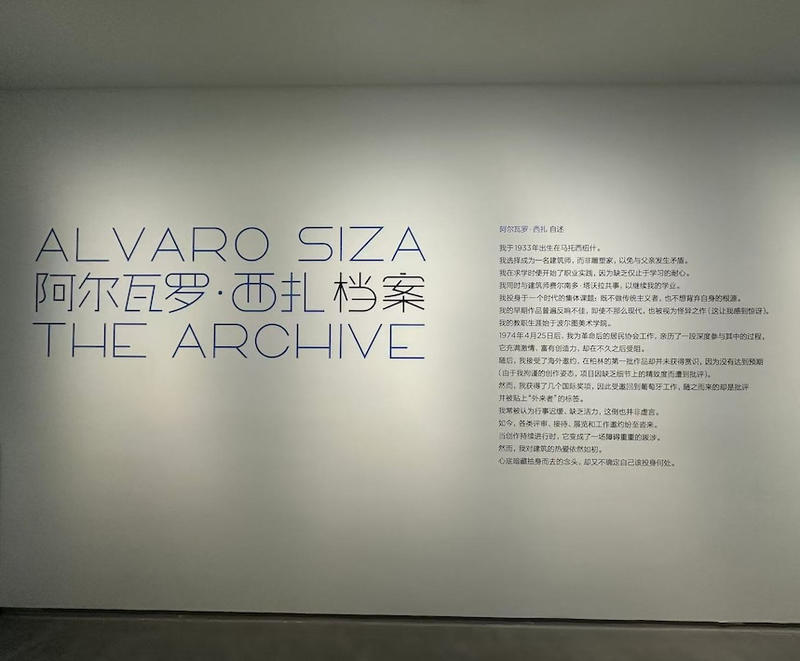 ALVARO SIZA
阿尔瓦罗·西扎档案
THE ARCHIVE
阿尔瓦罗·西扎 自述
我于1933年出生在马托西纽什。
我选择成为一名建筑师，而非雕塑家，以免与父亲发生矛盾。
我在求学时便开始了职业实践，因为缺乏仅止于学习的耐心。
我同时与建筑师费尔南多·塔沃拉共事，以继续我的学业。
我投身于一个时代的集体课题：既不做传统主义者，也不想背弃自身的根源。
我的早期作品普遍反响不佳，即使不那么现代，也被视为怪异之作（这让我感到惊讶）。
我的教职生涯始于波尔图美术学院。
1974年4月25日后，我为革命后的居民协会工作，亲历了一段深度参与其中的过程。
它充满激情、富有创造力，却在不久之后受阻。
随后，我接受了海外邀约，在柏林的第一批作品却并未获得赏识，因为没有达到预期
（由于我拘谨的创作姿态，项目因缺乏细节上的精致度而遭到批评）。
然而，我获得了几个国际奖项，因此受邀回到葡萄牙工作，随之而来的却是批评
并被贴上“外来者”的标签。
我常被认为行事迟缓、缺乏活力，这倒也并非虚言。
如今，各类评审、接待、展览和工作邀约纷至沓来。
当创作持续进行时，它变成了一场障碍重重的跋涉。
然而，我对建筑的热爱依然如初。
心底暗藏抽身而去的念头，却又不确定自己该投身何处。